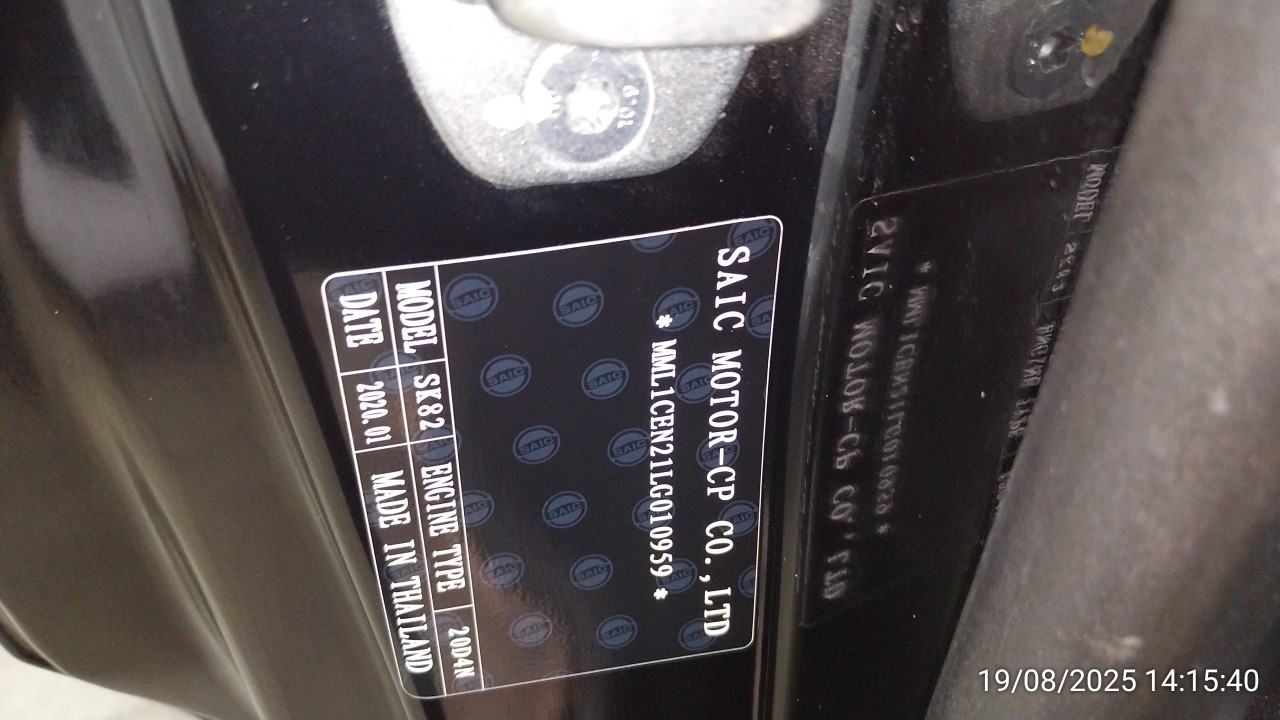 SAIC MOTOR-CP CO.,LTD
* MML1CEN21LG010959 *
MODEL SK82 ENGINE TYPE 20D4N
DATE 2020.01 MADE IN THAILAND
19/08/2025 14:15:40